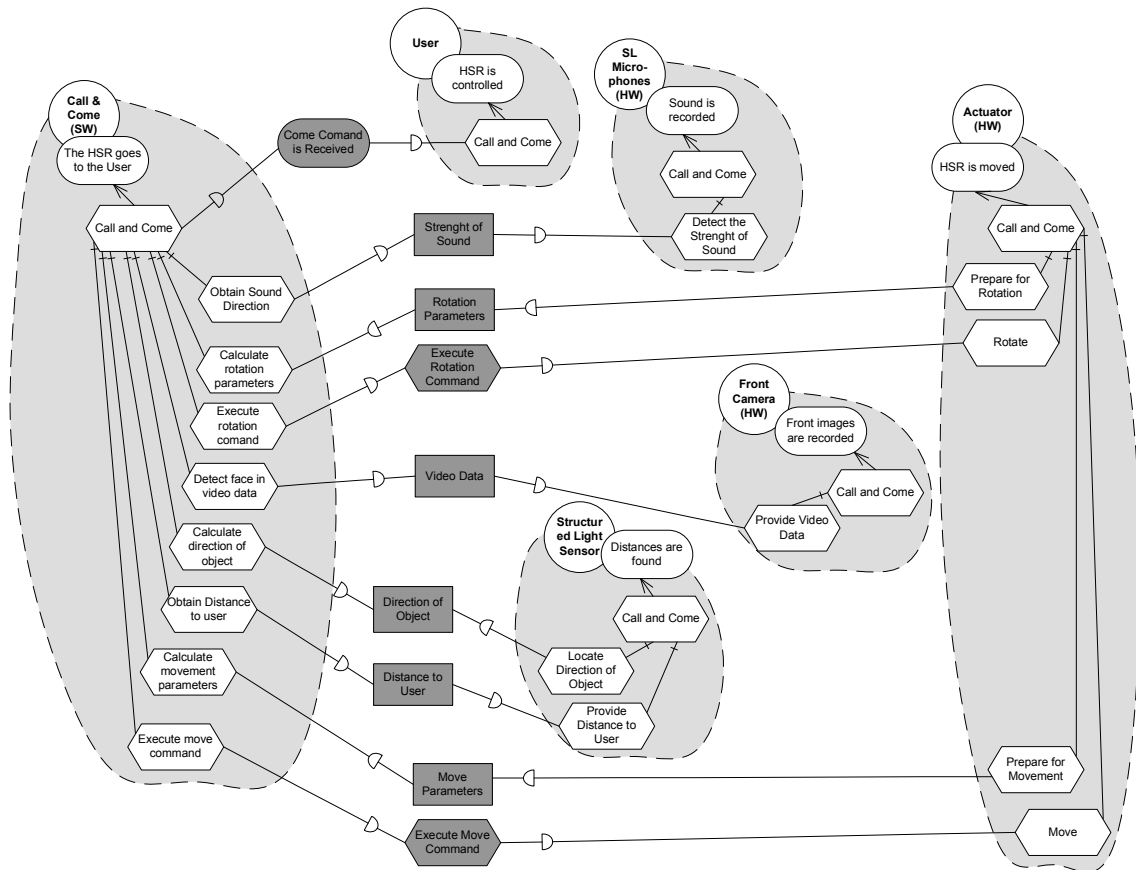 User
HSR is
controlled
Call and Come
SL
Micro-
phones
(HW)
Sound is
recorded
Call and Come
Detect the
Strenght of
Sound
Call &
Come
(SW)
The HSR goes
to the User
Call and Come
Come Comand
is Received
Actuator
(HW)
HSR is moved
Call and Come
Strenght of
Sound
Obtain Sound
Direction
Rotation
Parameters
Prepare for
Rotation
Calculate
rotation
parameters
Execute
Rotation
Command
Rotate
Execute
rotation
comand
Front
Camera
(HW)
Front images
are recorded
Call and Come
Provide Video
Data
Detect face in
video data
Video Data
Calculate
direction of
object
Structur
ed Light
Sensor
Distances are
found
Call and Come
Obtain Distance
to user
Direction of
Object
Locate
Direction of
Object
Calculate
movement
parameters
Distance to
User
Provide
Distance to
User
Execute move
command
Move
Parameters
Prepare for
Movement
Execute Move
Command
Move